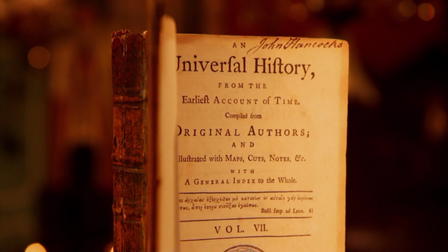 AN
John Hancocks
Universal History,
FROM THE
Earliest Account of Time.
Compiled from
ORIGINAL AUTHORS;
AND
Illustrated with MAPS, CUTS, NOTES, &c.
WITH
A GENERAL INDEX to the Whole.
VOL. VII.